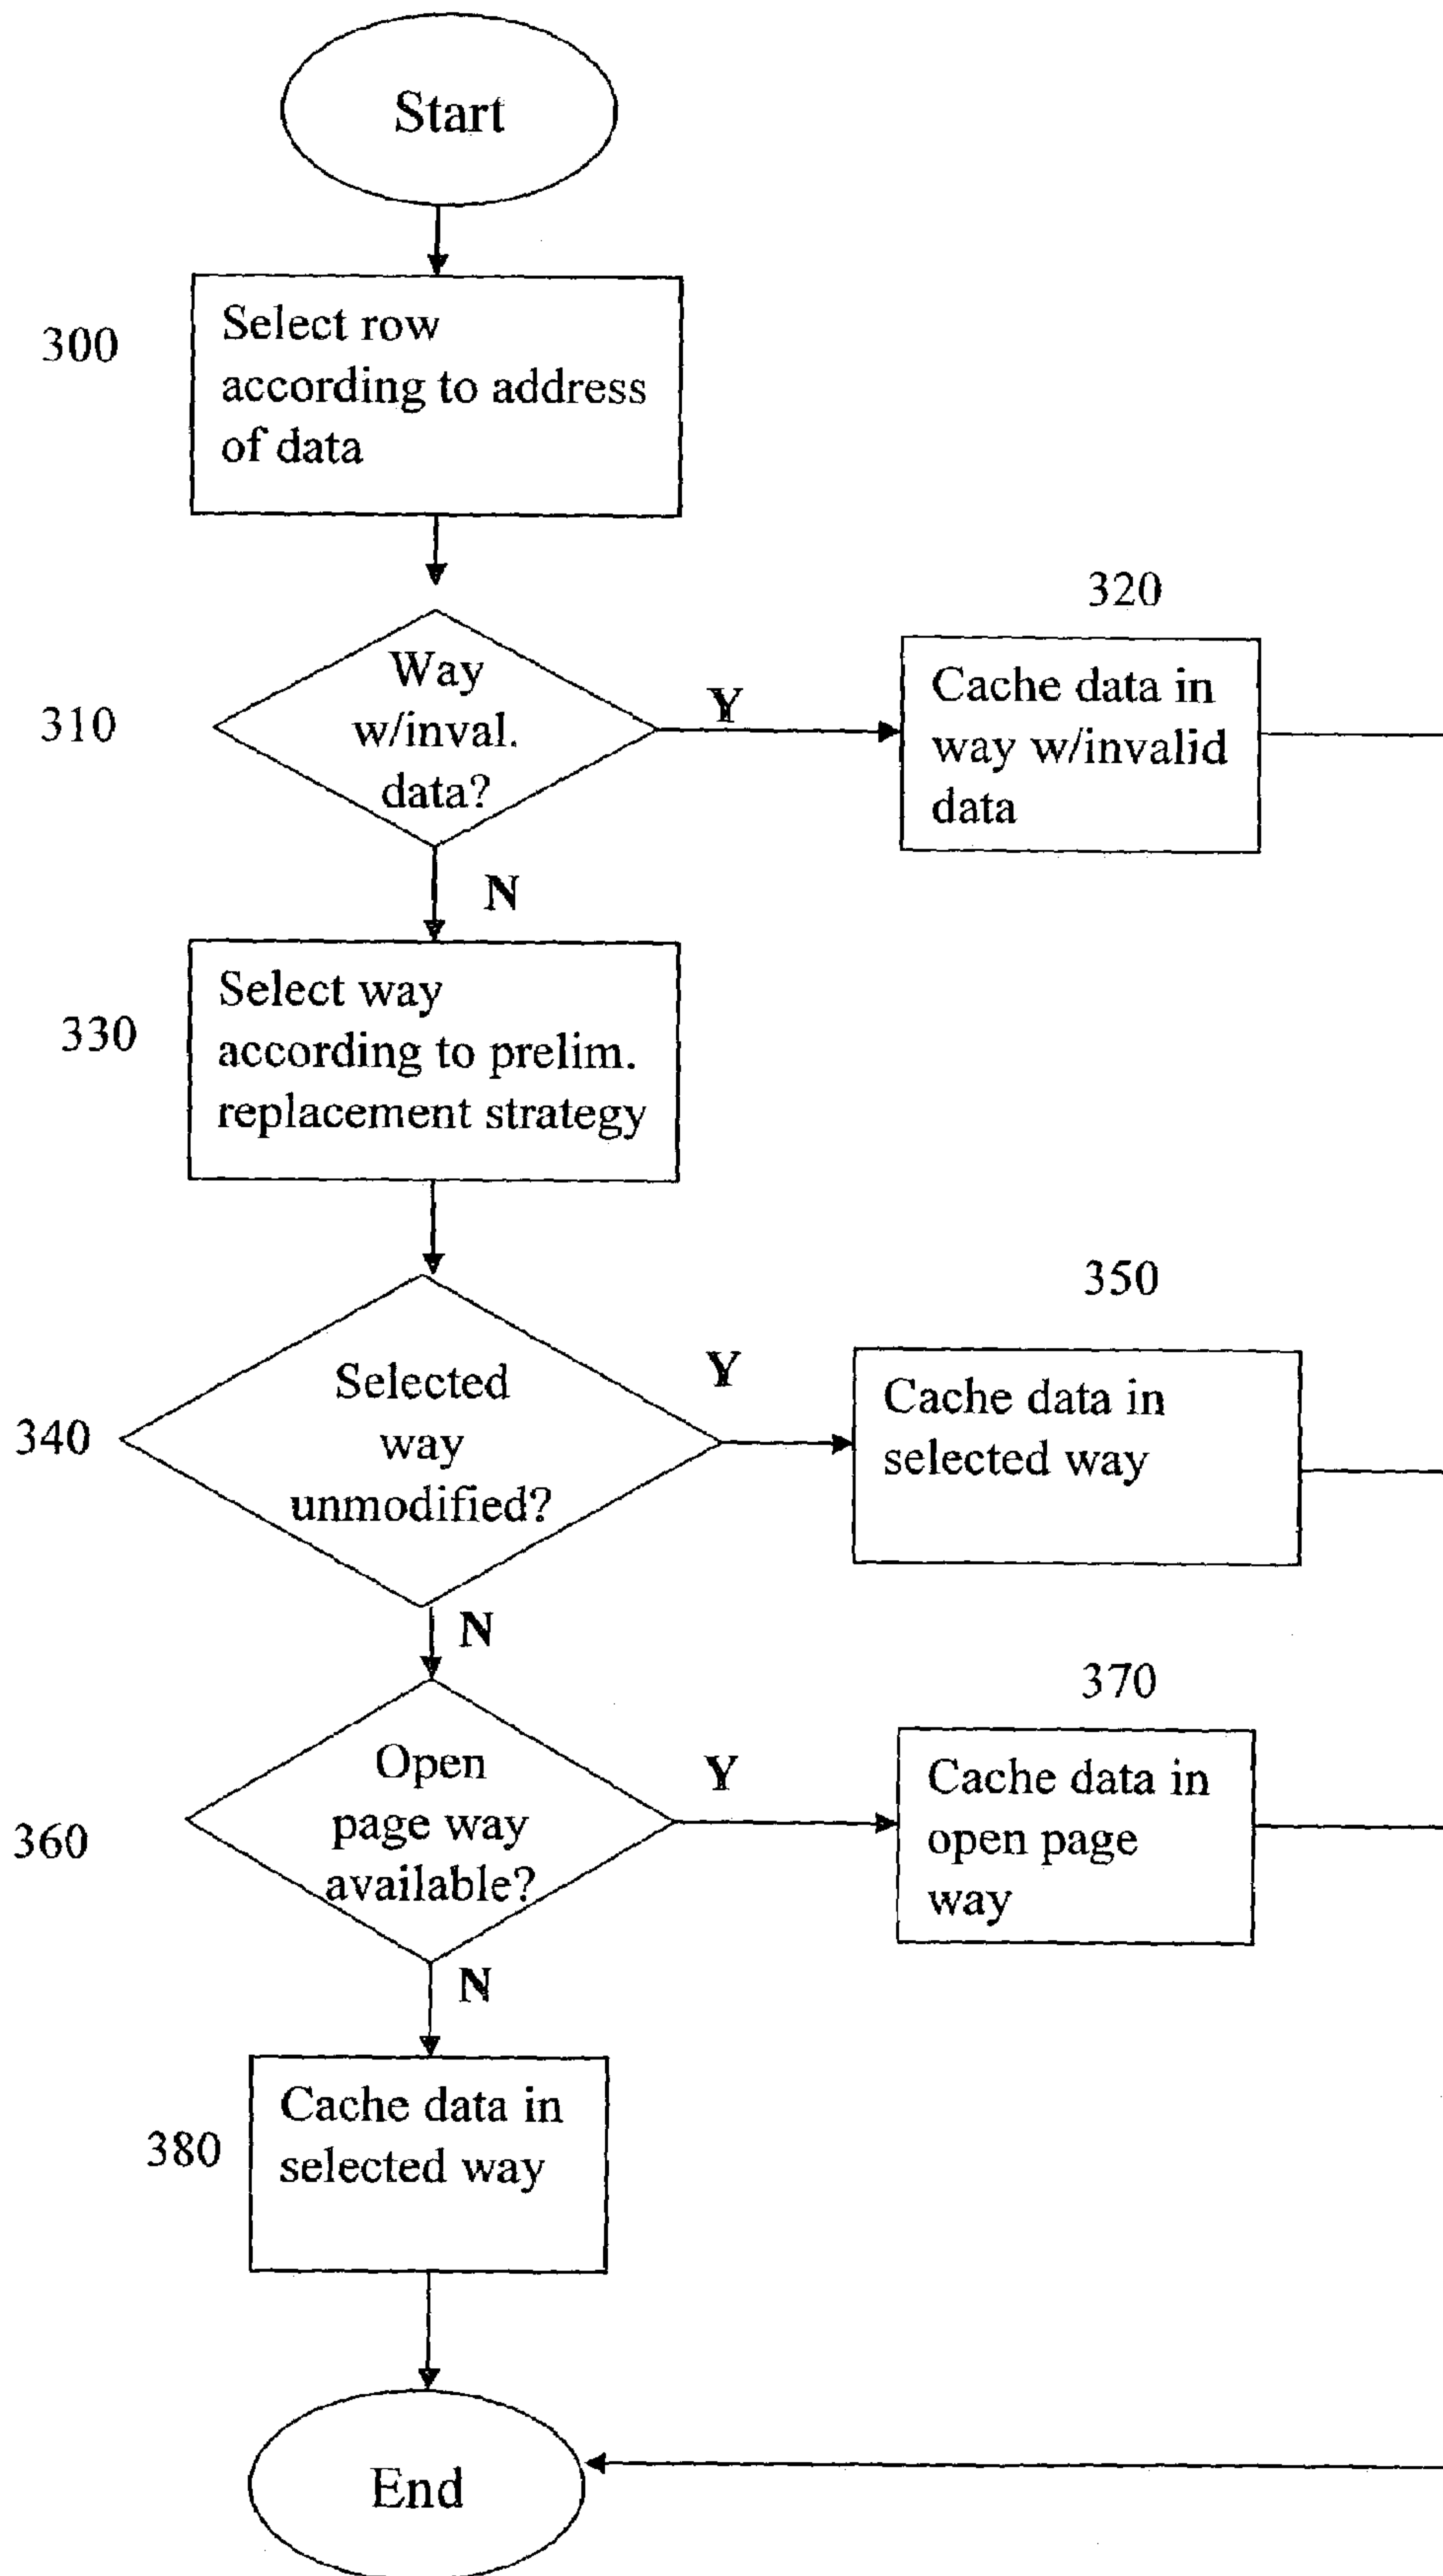 Start
300
Select row
according to address
of data
310
Way
w/inval.
data?
Y
320
Cache data in
way w/invalid
data
N
330
Select way
according to prelim.
replacement strategy
340
Selected
way
unmodified?
Y
350
Cache data in
selected way
N
360
Open
page way
available?
Y
370
Cache data in
open page
way
N
380
Cache data in
selected way
End